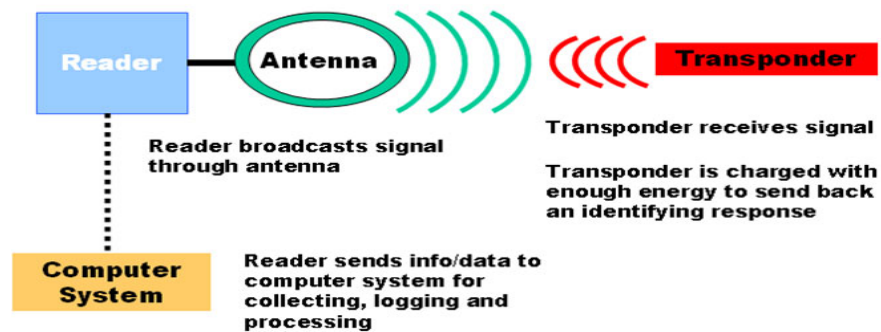 Reader
Antenna
Transponder
Reader broadcasts signal
through antenna
Transponder receives signal
Transponder is charged with
enough energy to send back
an identifying response
Computer
System
Reader sends info/data to
computer system for
collecting, logging and
processing